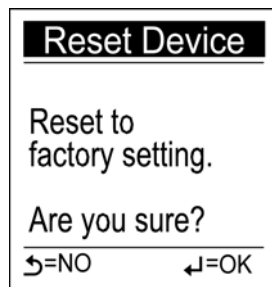 Reset Device
Reset to
factory setting.
Are you sure?
⮌=NO ↵=OK